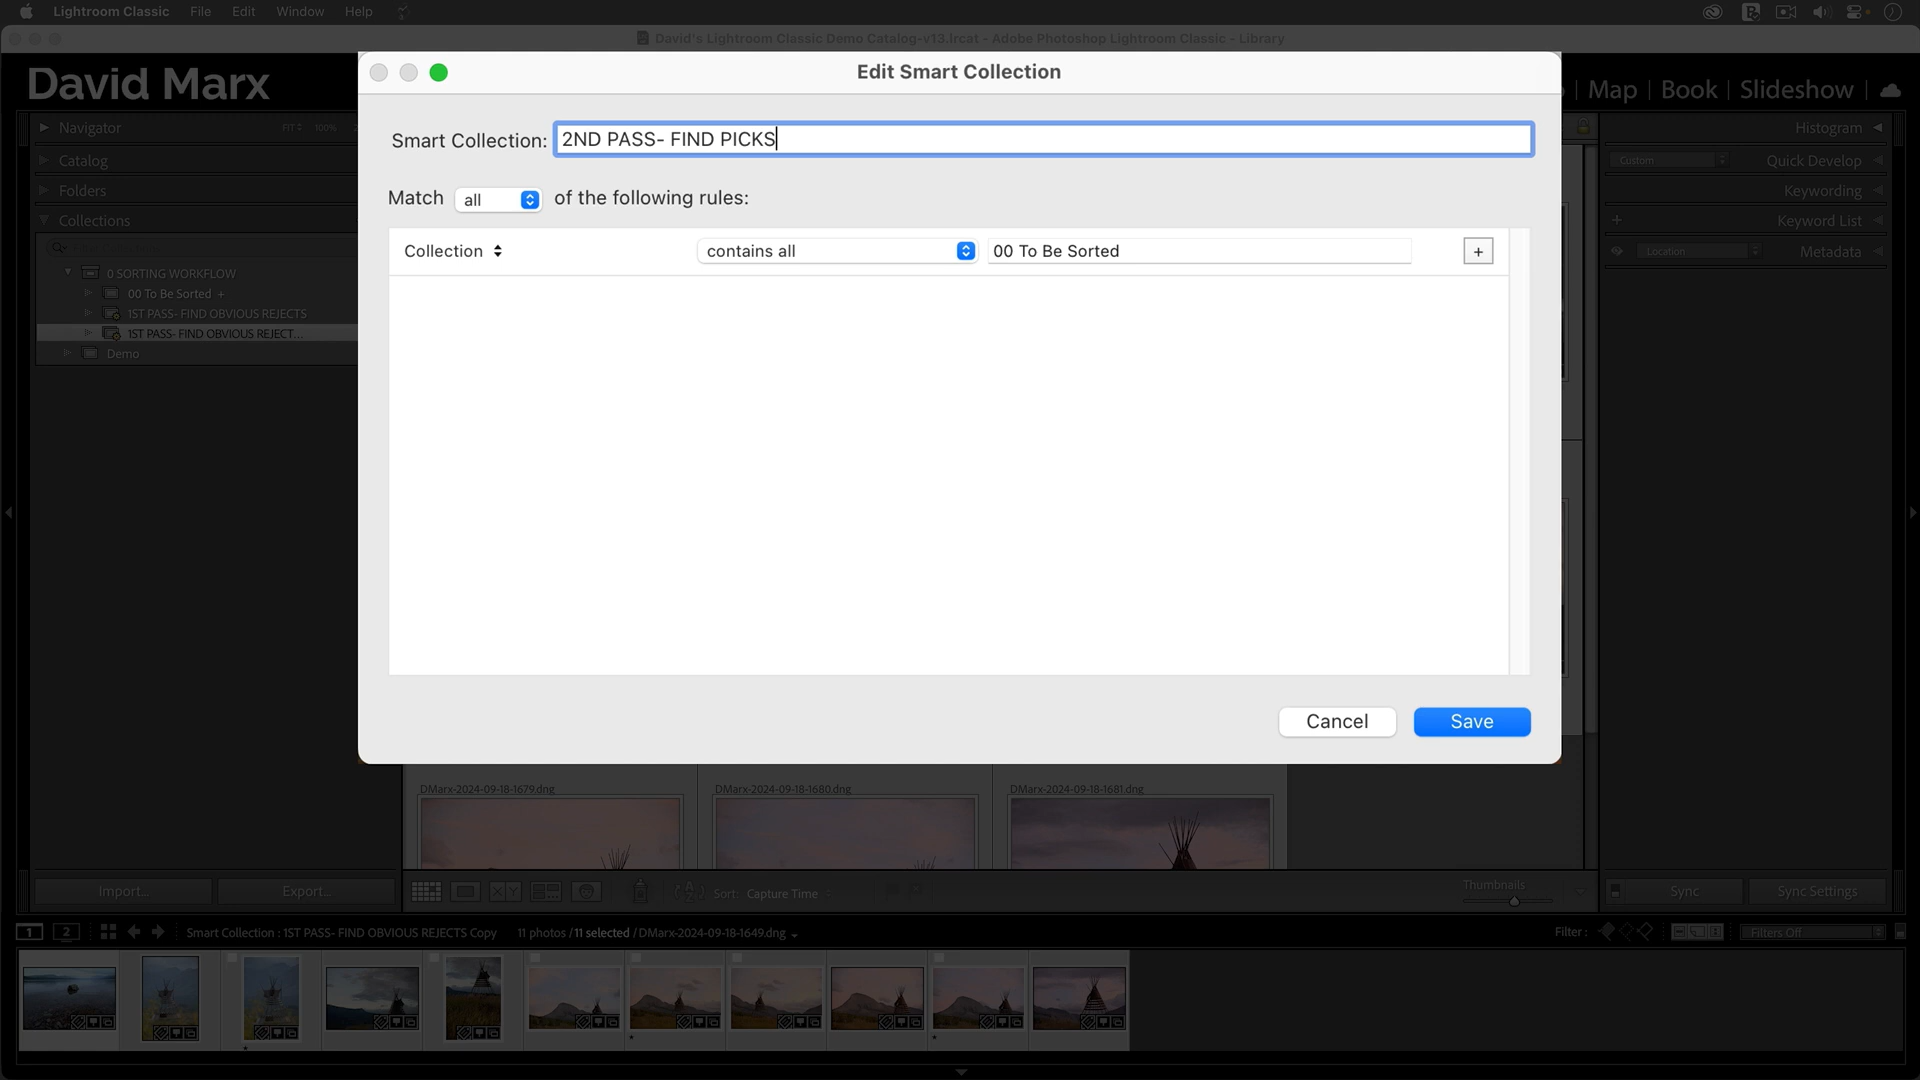 Lightroom Classic File Edit Window Help
David's Lightroom Classic Demo Catalog-v13.lrcat - Adobe Photoshop Lightroom Classic - Library
David Marx
Map | Book | Slideshow
Edit Smart Collection
Smart Collection: 2ND PASS- FIND PICKS
Match all of the following rules:
Collection contains all 00 To Be Sorted +
Cancel Save
Navigator FIT 100%
Catalog
Folders
Collections
0 SORTING WORKFLOW
00 To Be Sorted +
1ST PASS- FIND OBVIOUS REJECTS
1ST PASS- FIND OBVIOUS REJECT...
Demo
Histogram
Custom Quick Develop
Keywording
+ Keyword List
Location Metadata
DMarx-2024-09-18-1679.dng DMarx-2024-09-18-1680.dng DMarx-2024-09-18-1681.dng
Import... Export...
X Y
Sort: Capture Time
Thumbnails
Sync Sync Settings
1 2 Smart Collection : 1ST PASS- FIND OBVIOUS REJECTS Copy 11 photos / 11 selected / DMarx-2024-09-18-1649.dng
Filter : Filters Off